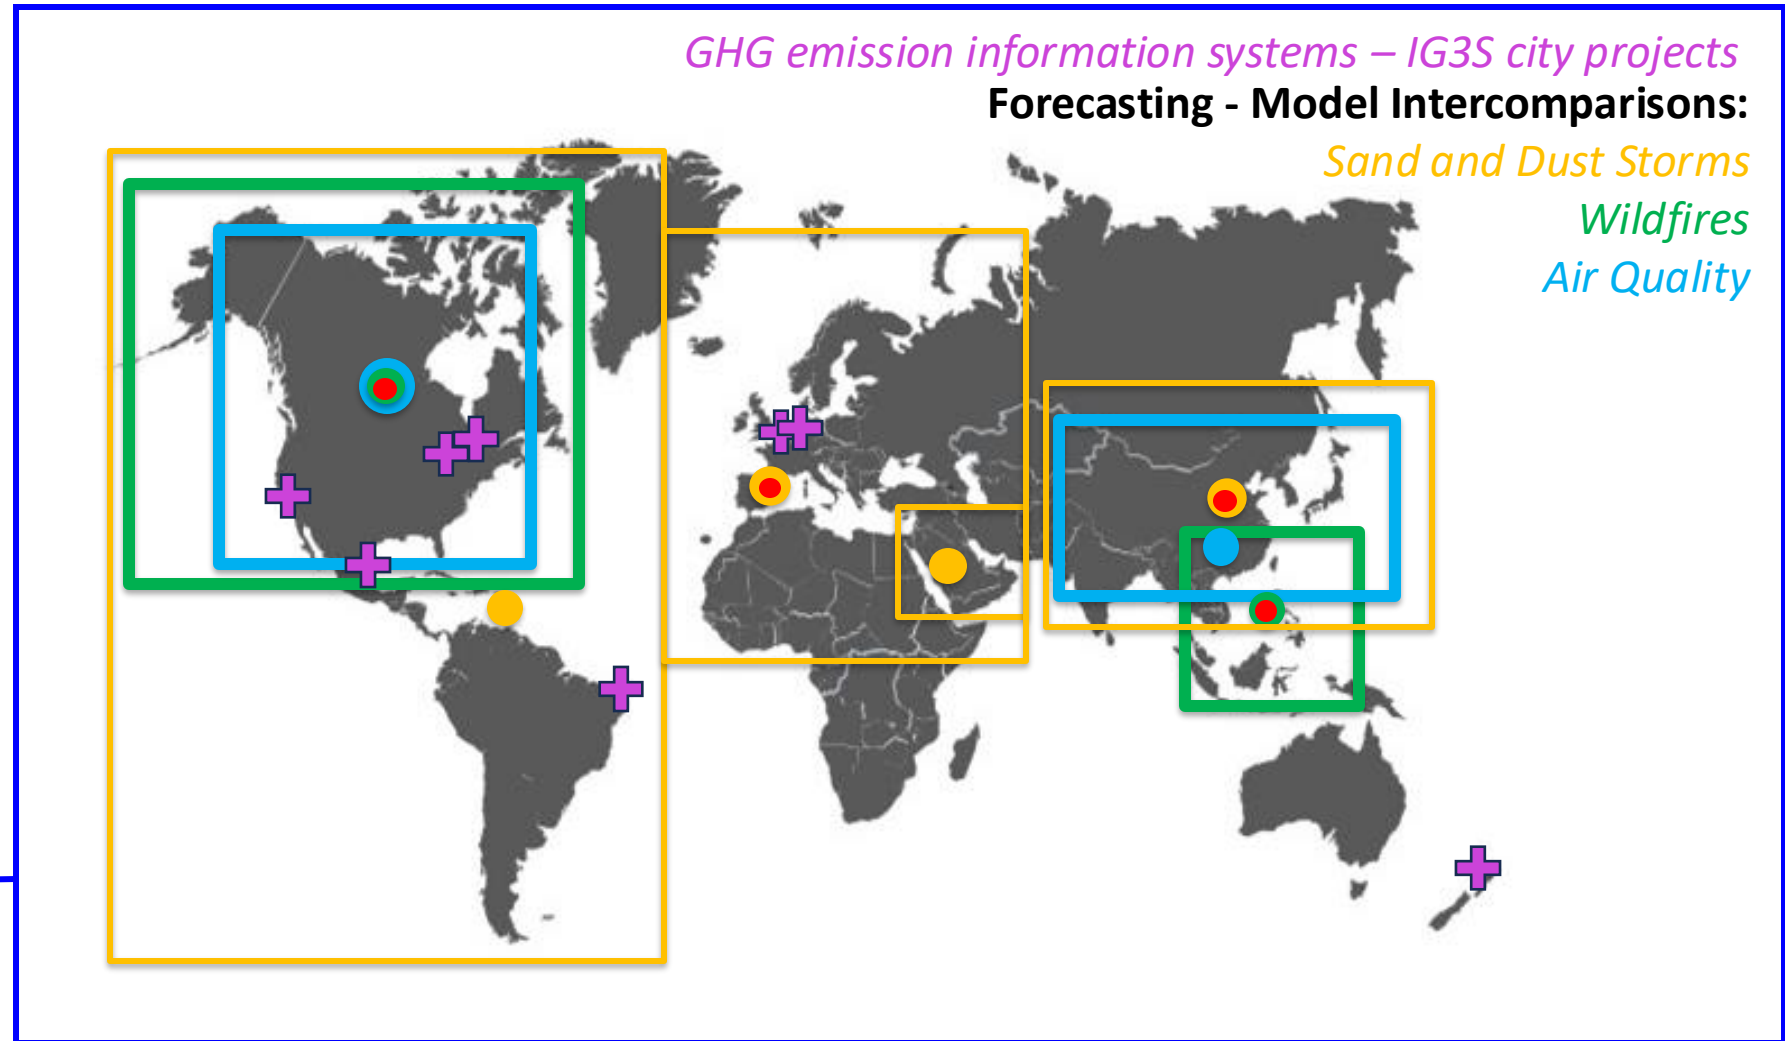 GHG emission information systems – IG3S city projects
Forecasting - Model Intercomparisons:
Sand and Dust Storms
Wildfires
Air Quality